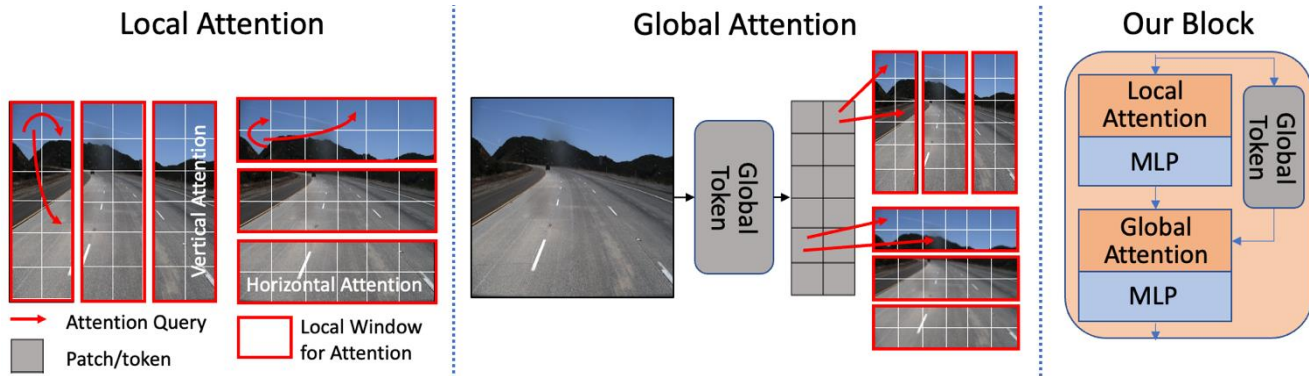 Local Attention
Vertical Attention
Horizontal Attention
Attention Query
Patch/token
Local Window
for Attention
Global Attention
Global
Token
Our Block
Local
Attention
MLP
Global
Token
Global
Attention
MLP